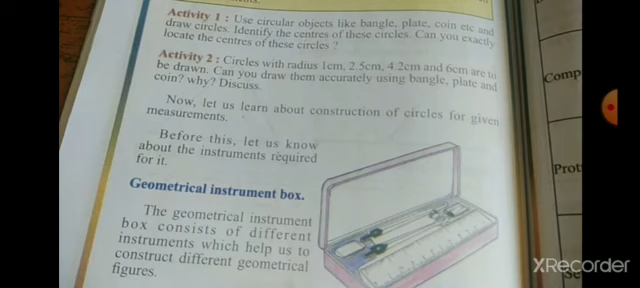 Activity 1 : Use circular objects like bangle, plate, coin etc and
draw circles. Identify the centres of these circles. Can you exactly
locate the centres of these circles ?
Activity 2 : Circles with radius 1cm, 2.5cm, 4.2cm and 6cm are to
be drawn. Can you draw them accurately using bangle, plate and
coin? why? Discuss.
Now, let us learn about construction of circles for given
measurements.
Before this, let us know
about the instruments required
for it.
Geometrical instrument box.
The geometrical instrument
box consists of different
instruments which help us to
construct different geometrical
figures.
Comp
Prot
Se
XRecorder